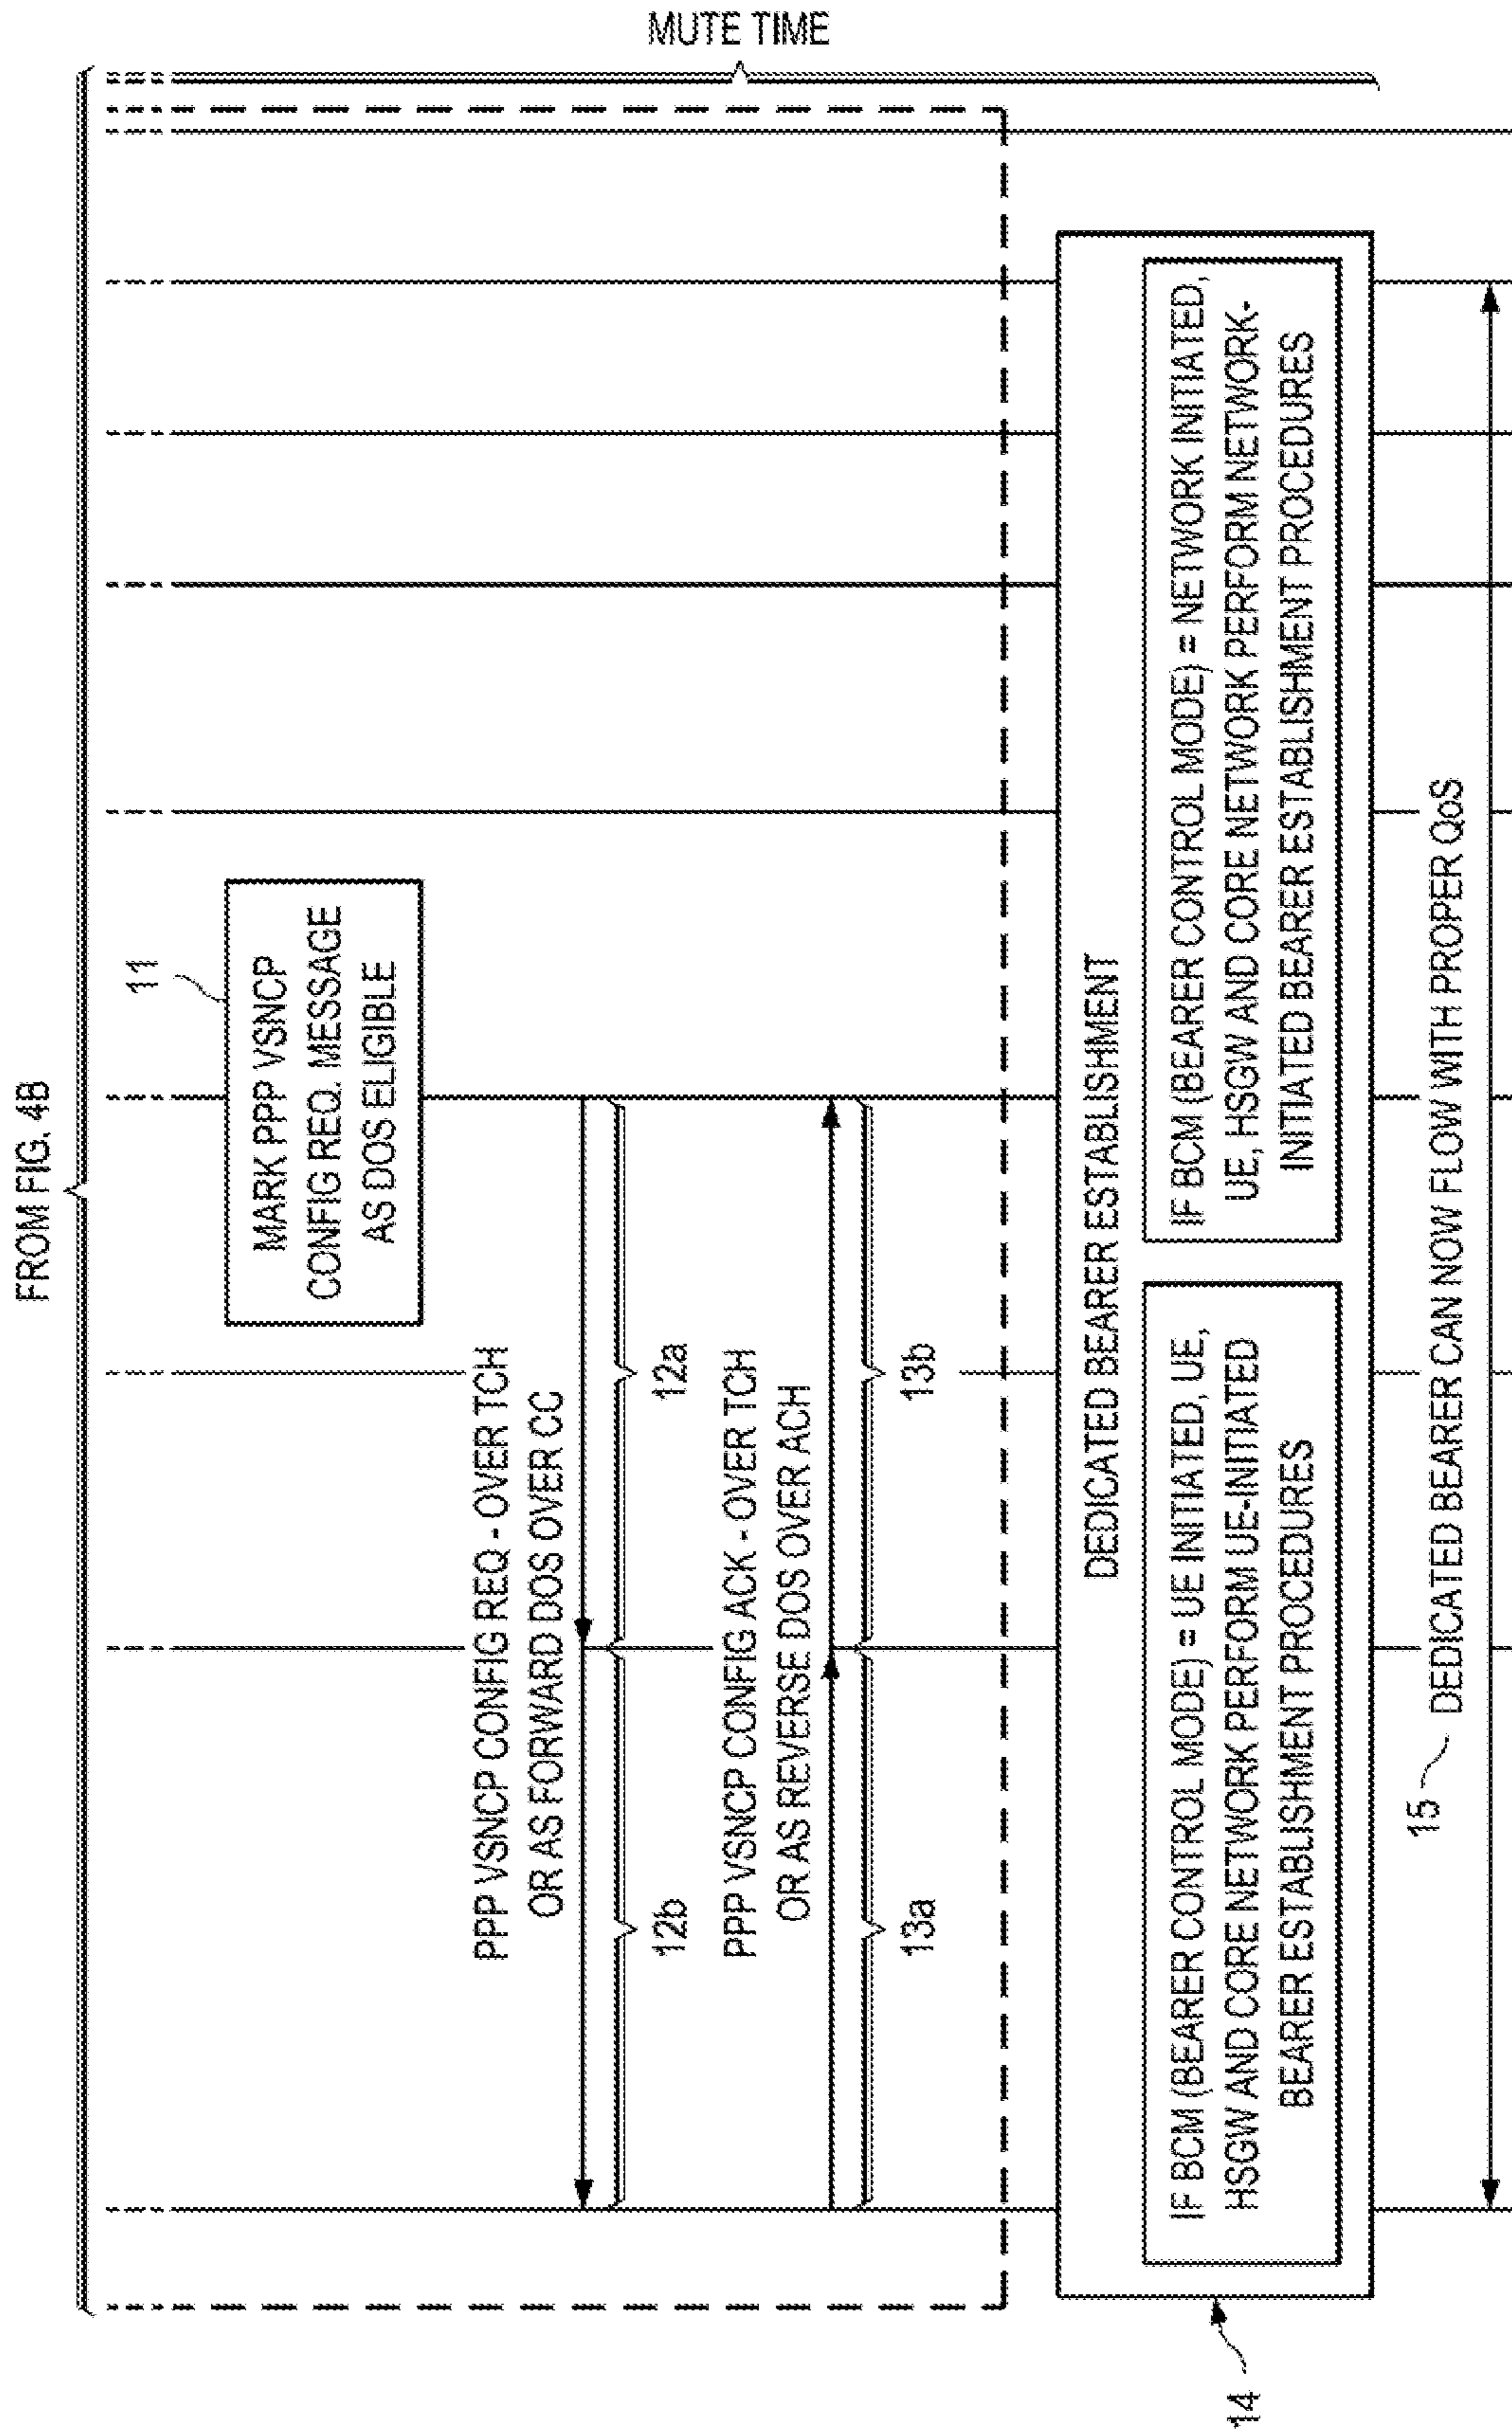 FROM FIG. 4B
MUTE TIME
11
MARK PPP VSNCP
CONFIG REQ. MESSAGE
AS DOS ELIGIBLE
PPP VSNCP CONFIG REQ - OVER TCH
OR AS FORWARD DOS OVER CC
12b
12a
PPP VSNCP CONFIG ACK - OVER TCH
OR AS REVERSE DOS OVER ACH
13a
13b
14
DEDICATED BEARER ESTABLISHMENT
IF BCM (BEARER CONTROL MODE) = UE INITIATED, UE,
HSGW AND CORE NETWORK PERFORM UE-INITIATED
BEARER ESTABLISHMENT PROCEDURES
IF BCM (BEARER CONTROL MODE) = NETWORK INITIATED,
UE, HSGW AND CORE NETWORK PERFORM NETWORK-
INITIATED BEARER ESTABLISHMENT PROCEDURES
15
DEDICATED BEARER CAN NOW FLOW WITH PROPER QoS